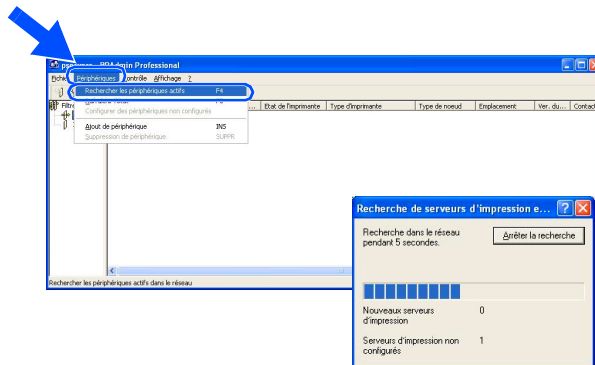 BRAdmin Professional
Périphériques Contrôle Affichage ?
Rechercher les périphériques actifs F4
Filtre
Configurer des périphériques non configurés
Ajout de périphérique INS
Suppression de périphérique SUPPR
... Etat de l'imprimante Type d'imprimante Type de noeud Emplacement Ver. du... Contact
Rechercher les périphériques actifs dans le réseau
Recherche de serveurs d'impression e...
Recherche dans le réseau
pendant 5 secondes.
Arrêter la recherche
Nouveaux serveurs
d'impression
0
Serveurs d'impression non
configurés
1